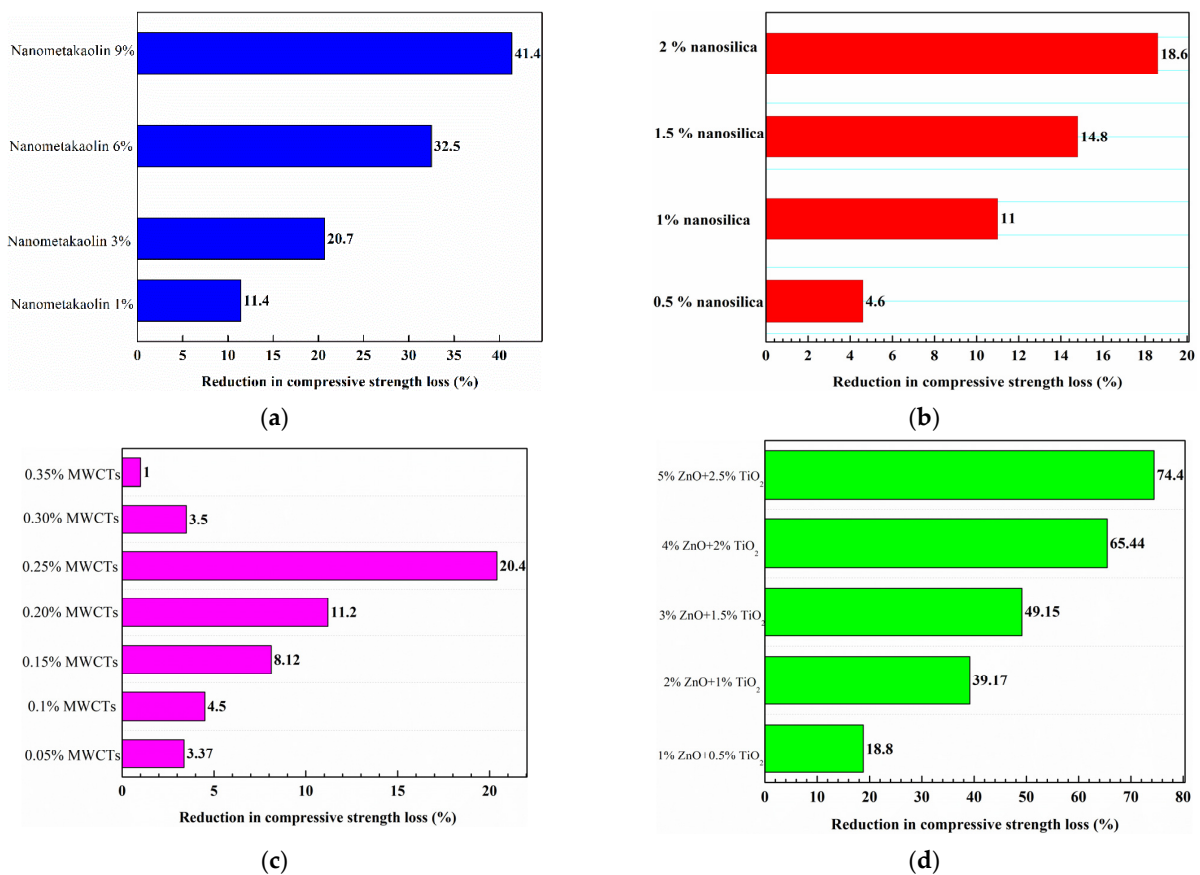 Nanometakaolin 9%
41.4
Nanometakaolin 6%
32.5
Nanometakaolin 3%
20.7
Nanometakaolin 1%
11.4
0 5 10 15 20 25 30 35 40
Reduction in compressive strength loss (%)
(a)
2 % nanosilica
18.6
1.5 % nanosilica
14.8
1% nanosilica
11
0.5 % nanosilica
4.6
0 2 4 6 8 10 12 14 16 18 20
Reduction in compressive strength loss (%)
(b)
0.35% MWCTs
1
0.30% MWCTs
3.5
0.25% MWCTs
20.4
0.20% MWCTs
11.2
0.15% MWCTs
8.12
0.1% MWCTs
4.5
0.05% MWCTs
3.37
0 5 10 15 20
Reduction in compressive strength loss (%)
(c)
5% ZnO+2.5% TiO2
74.4
4% ZnO+2% TiO2
65.44
3% ZnO+1.5% TiO2
49.15
2% ZnO+1% TiO2
39.17
1% ZnO+0.5% TiO2
18.8
0 10 20 30 40 50 60 70 80
Reduction in compressive strength loss (%)
(d)